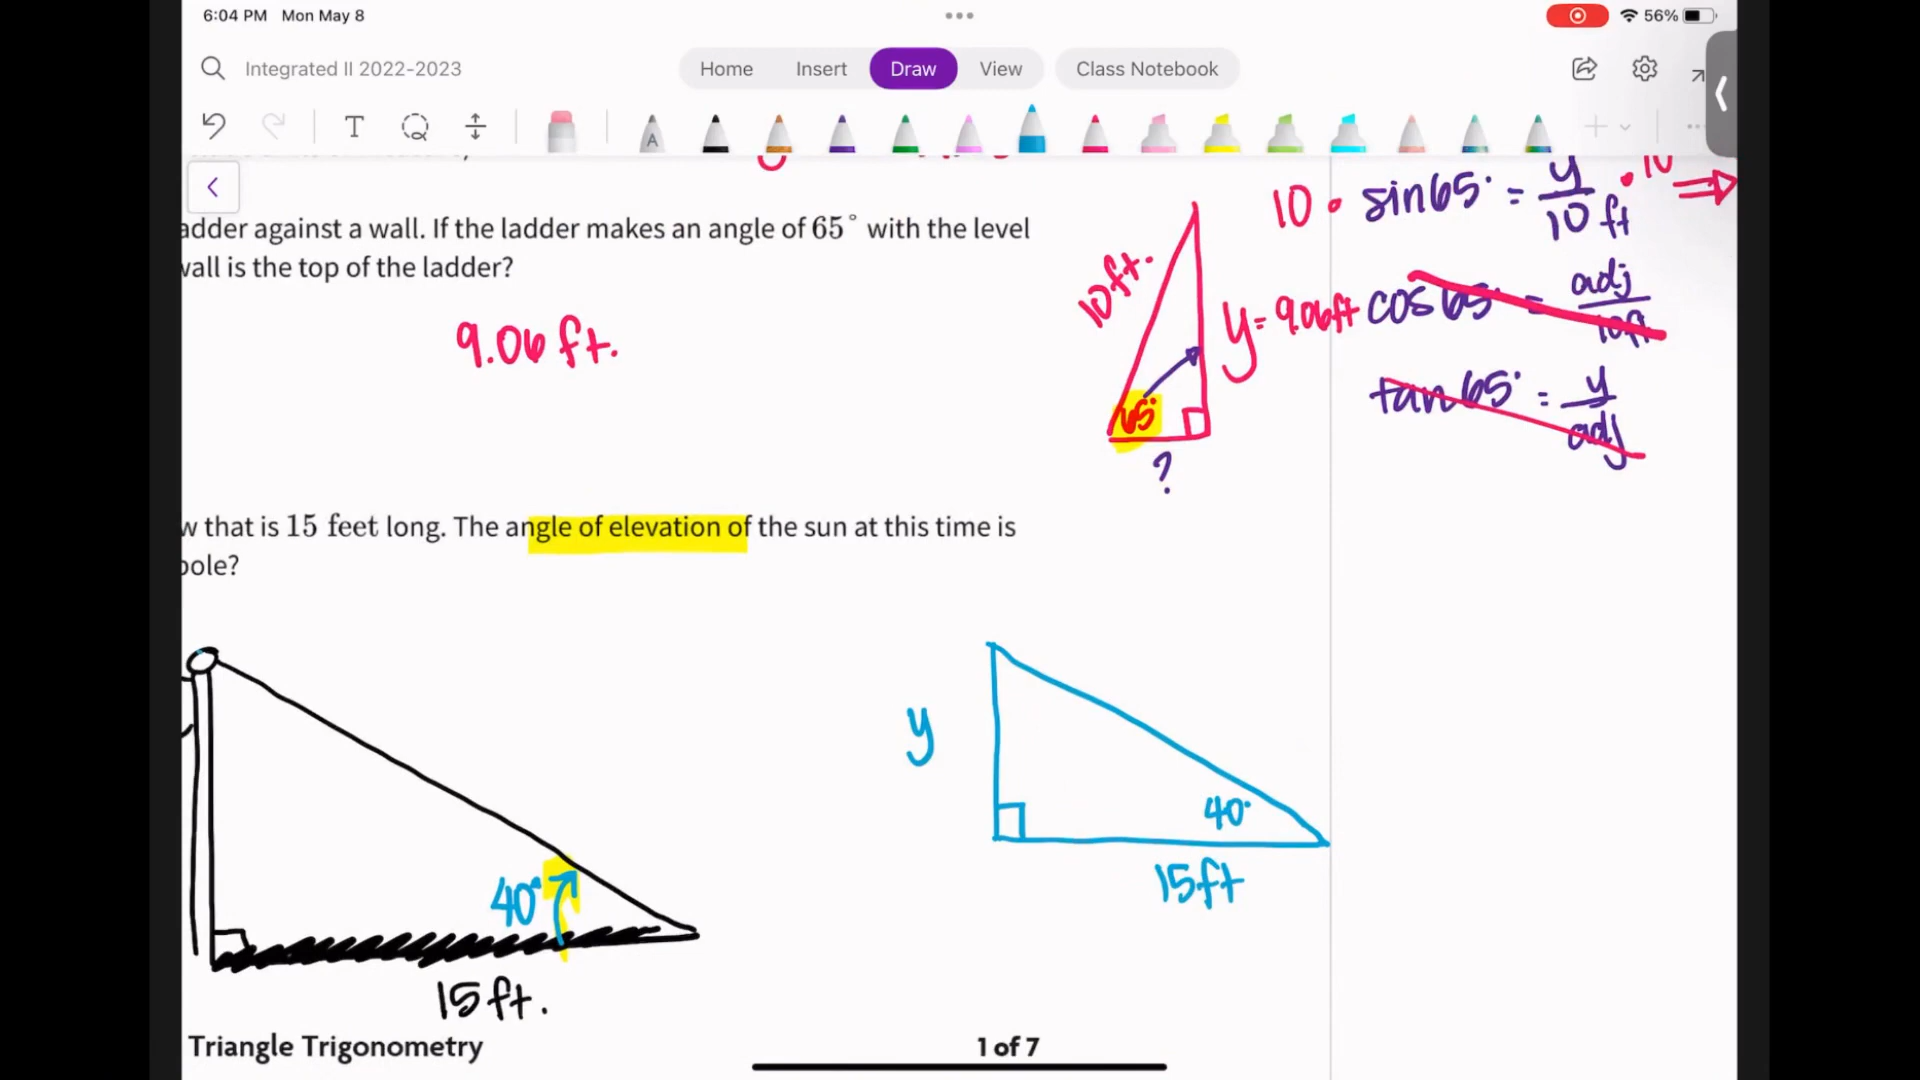 6:04 PM Mon May 8
56%
Integrated II 2022-2023
Home Insert Draw View Class Notebook
T
A
10 • sin65° = y/10 ft • 10 ⇒
adder against a wall. If the ladder makes an angle of 65° with the level
wall is the top of the ladder?
10ft.
9.06 ft.
y = 9.06ft
cos 65° = adj/10ft
tan 65° = y/adj
65°
?
w that is 15 feet long. The angle of elevation of the sun at this time is
pole?
y
40°
15ft
40°
15ft.
Triangle Trigonometry
1 of 7